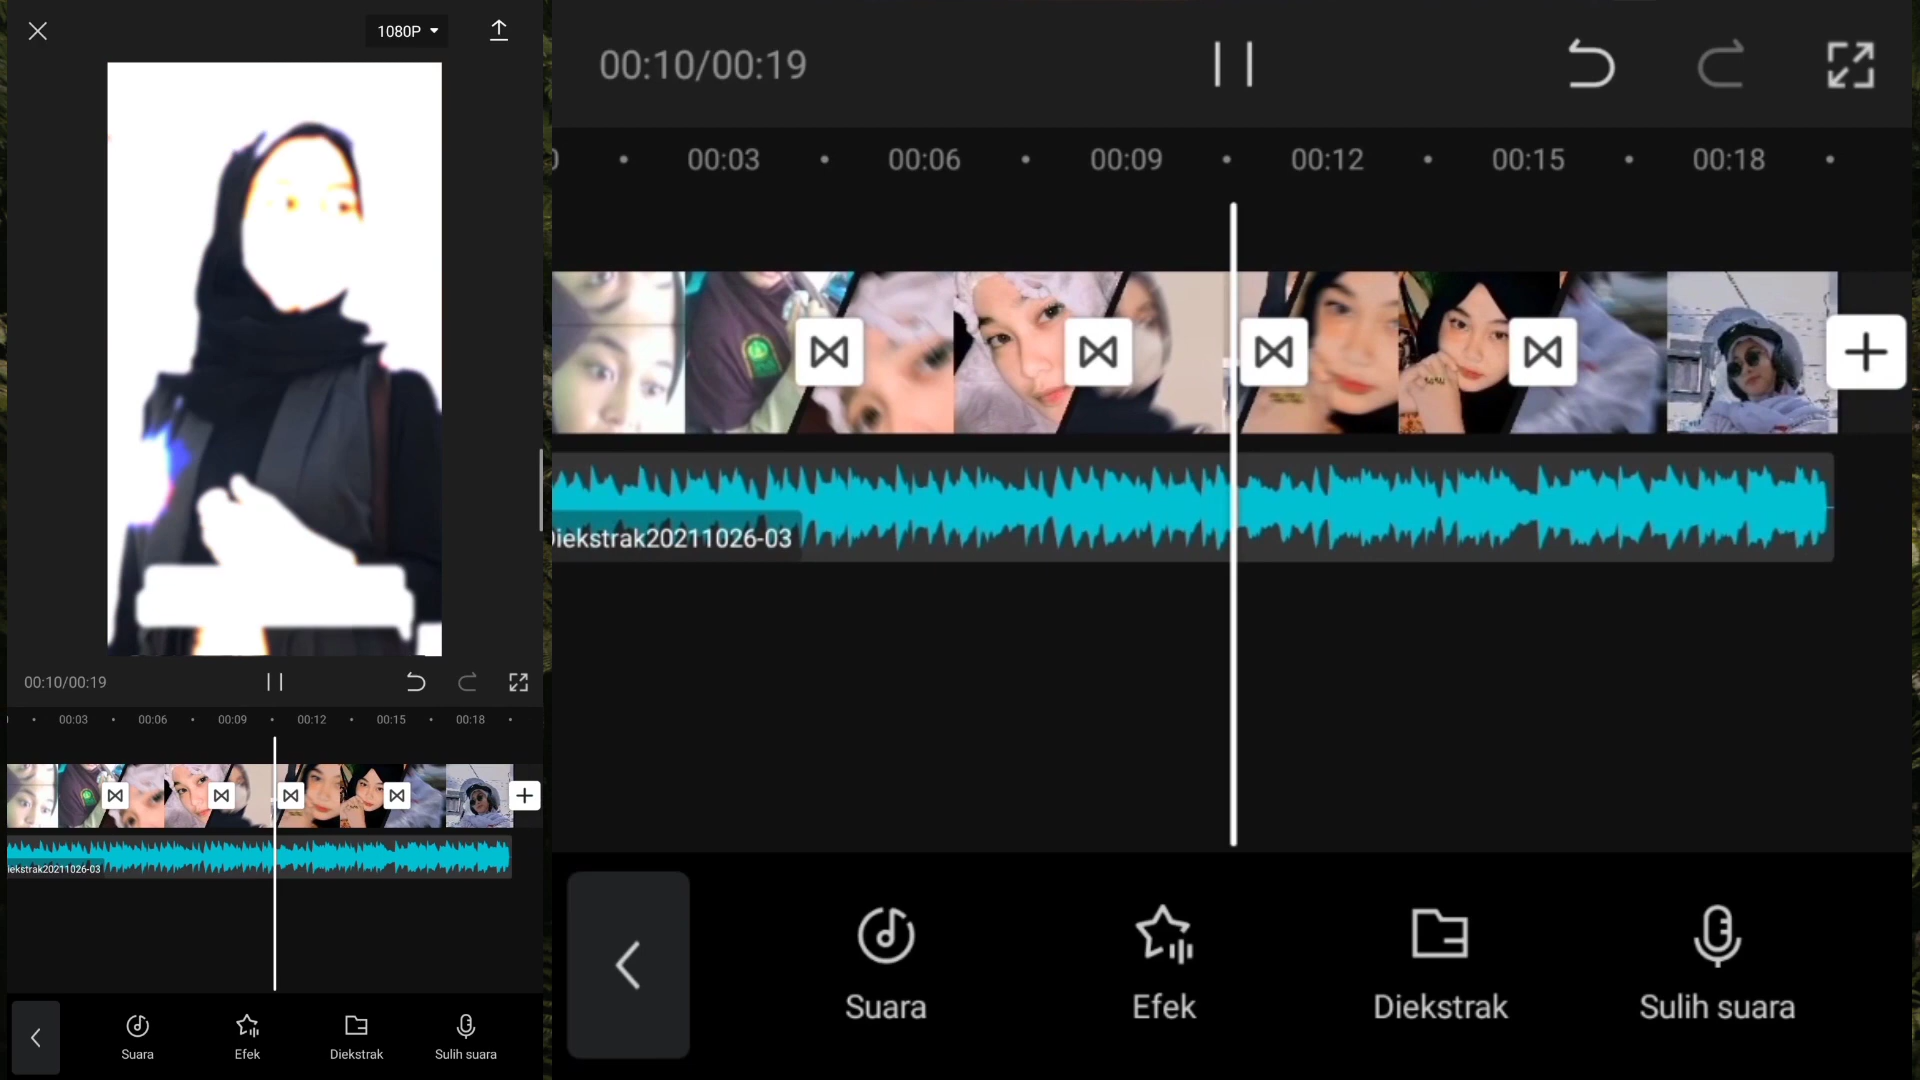 1080P
00:10/00:19
00:03 00:06 00:09 00:12 00:15 00:18
iekstrak20211026-03
Suara Efek Diekstrak Sulih suara
00:10/00:19
00:03 00:06 00:09 00:12 00:15 00:18
Diekstrak20211026-03
Suara Efek Diekstrak Sulih suara